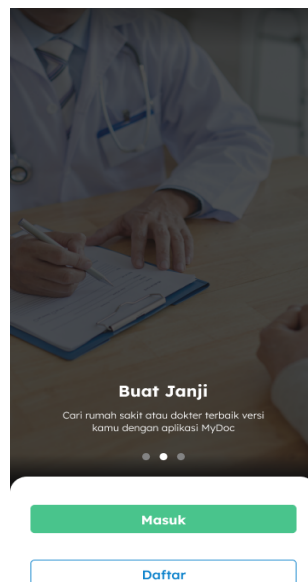 Buat Janji
Cari rumah sakit atau dokter terbaik versi
kamu dengan aplikasi MyDoc
Masuk
Daftar